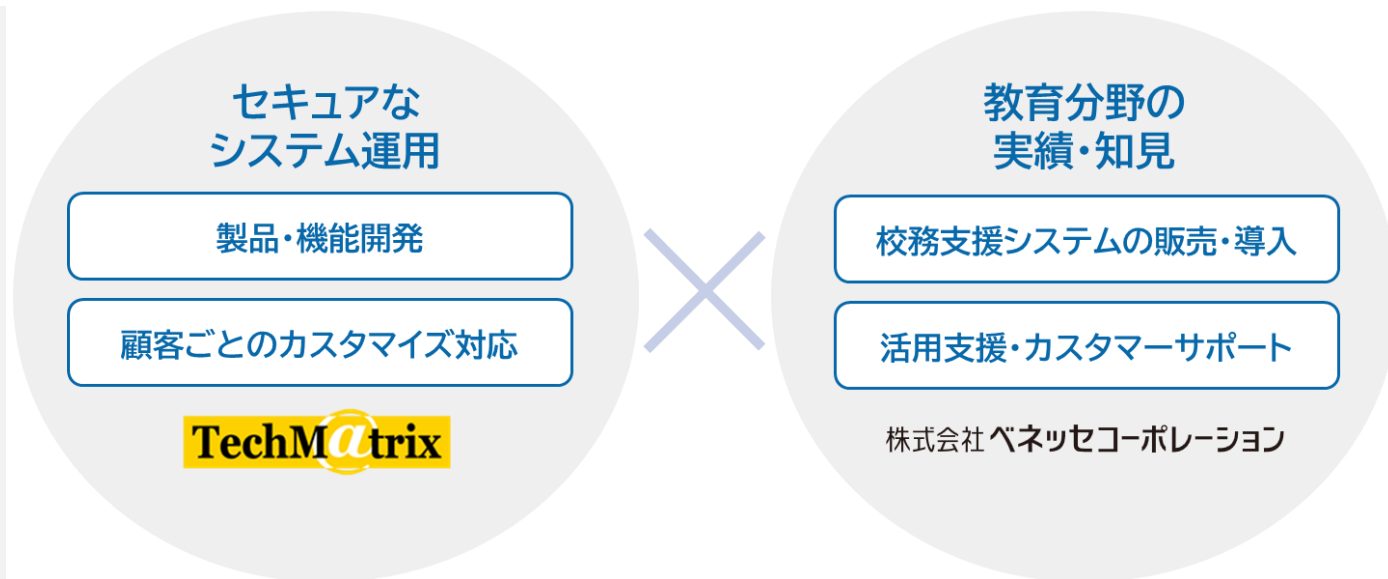 セキュアな
システム運用
製品・機能開発
顧客ごとのカスタマイズ対応
TechM@trix
教育分野の
実績・知見
校務支援システムの販売・導入
活用支援・カスタマーサポート
株式会社ベネッセコーポレーション